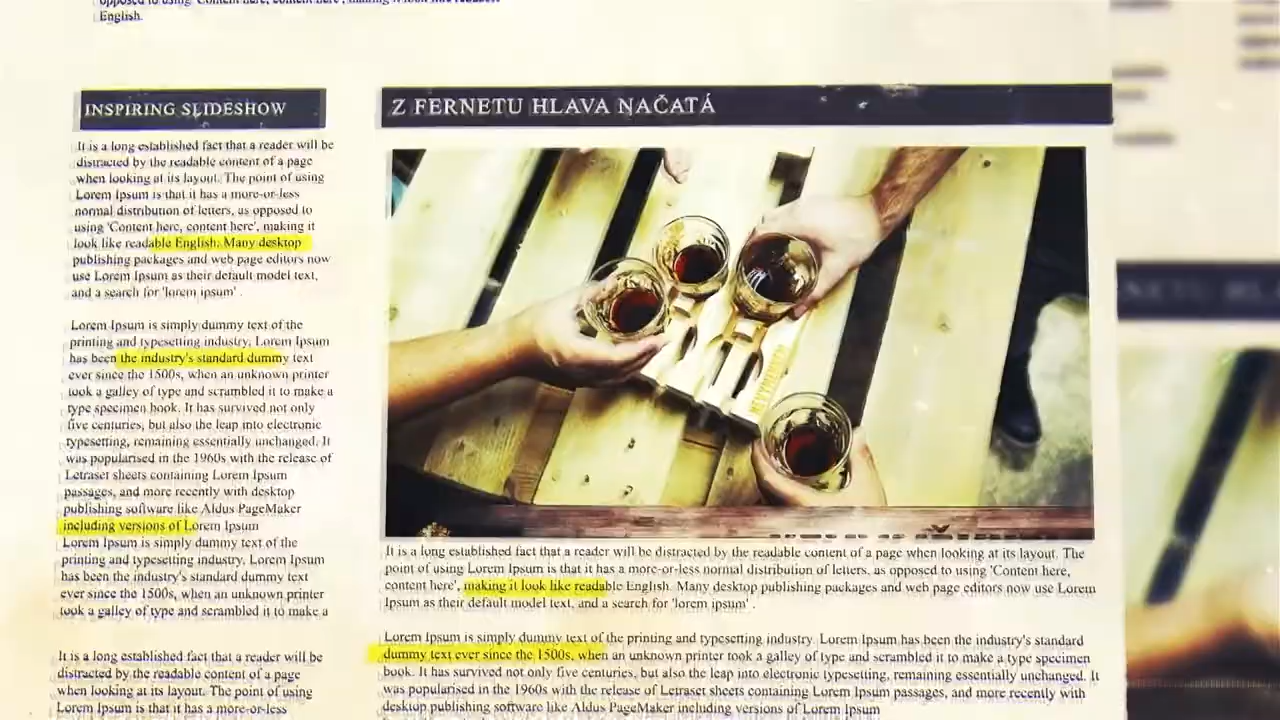 English.
INSPIRING SLIDESHOW
It is a long established fact that a reader will be
distracted by the readable content of a page
when looking at its layout. The point of using
Lorem Ipsum is that it has a more-or-less
normal distribution of letters, as opposed to
using 'Content here, content here', making it
look like readable English. Many desktop
publishing packages and web page editors now
use Lorem Ipsum as their default model text,
and a search for 'lorem ipsum' .
Lorem Ipsum is simply dummy text of the
printing and typesetting industry. Lorem Ipsum
has been the industry's standard dummy text
ever since the 1500s, when an unknown printer
took a galley of type and scrambled it to make a
type specimen book. It has survived not only
five centuries, but also the leap into electronic
typesetting, remaining essentially unchanged. It
was popularised in the 1960s with the release of
Letraset sheets containing Lorem Ipsum
passages, and more recently with desktop
publishing software like Aldus PageMaker
including versions of Lorem Ipsum
Lorem Ipsum is simply dummy text of the
printing and typesetting industry. Lorem Ipsum
has been the industry's standard dummy text
ever since the 1500s, when an unknown printer
took a galley of type and scrambled it to make a
It is a long established fact that a reader will be
distracted by the readable content of a page
when looking at its layout. The point of using
Lorem Ipsum is that it has a more-or-less
Z FERNETU HLAVA NAČATÁ
It is a long established fact that a reader will be distracted by the readable content of a page when looking at its layout. The
point of using Lorem Ipsum is that it has a more-or-less normal distribution of letters, as opposed to using 'Content here,
content here', making it look like readable English. Many desktop publishing packages and web page editors now use Lorem
Ipsum as their default model text, and a search for 'lorem ipsum' .
Lorem Ipsum is simply dummy text of the printing and typesetting industry. Lorem Ipsum has been the industry's standard
dummy text ever since the 1500s, when an unknown printer took a galley of type and scrambled it to make a type specimen
book. It has survived not only five centuries, but also the leap into electronic typesetting, remaining essentially unchanged. It
was popularised in the 1960s with the release of Letraset sheets containing Lorem Ipsum passages, and more recently with
desktop publishing software like Aldus PageMaker including versions of Lorem Ipsum